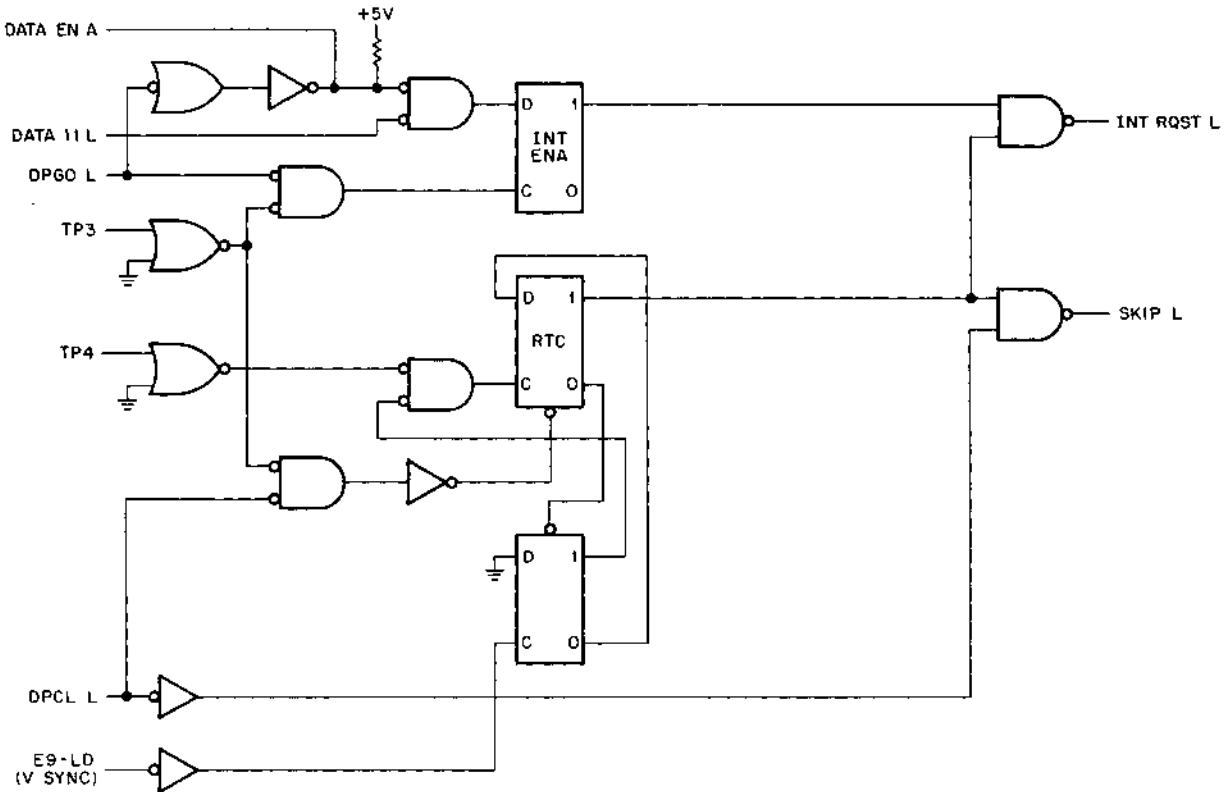 +5V
DATA EN A
DATA 11 L
DPGO L
TP3
TP4
D 1
INT
ENA
C 0
INT RQST L
D 1
RTC
C 0
SKIP L
D 1
C 0
DPCL L
E9-LD
(V SYNC)